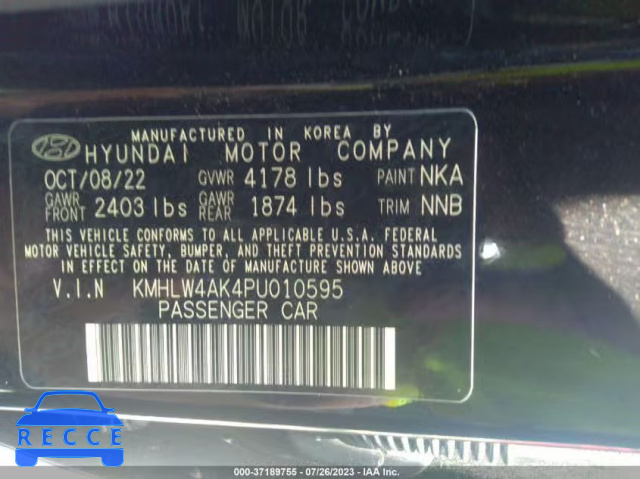 MANUFACTURED IN KOREA BY
HYUNDAI MOTOR COMPANY
OCT/08/22 GVWR 4178 lbs PAINT NKA
GAWR FRONT 2403 lbs GAWR REAR 1874 lbs TRIM NNB
THIS VEHICLE CONFORMS TO ALL APPLICABLE U.S.A. FEDERAL
MOTOR VEHICLE SAFETY, BUMPER, AND THEFT PREVENTION STANDARDS
IN EFFECT ON THE DATE OF MANUFACTURE SHOWN ABOVE.
V.I.N KMHLW4AK4PU010595
PASSENGER CAR
RECCE
000-37189755 - 07/26/2023 - IAA Inc.